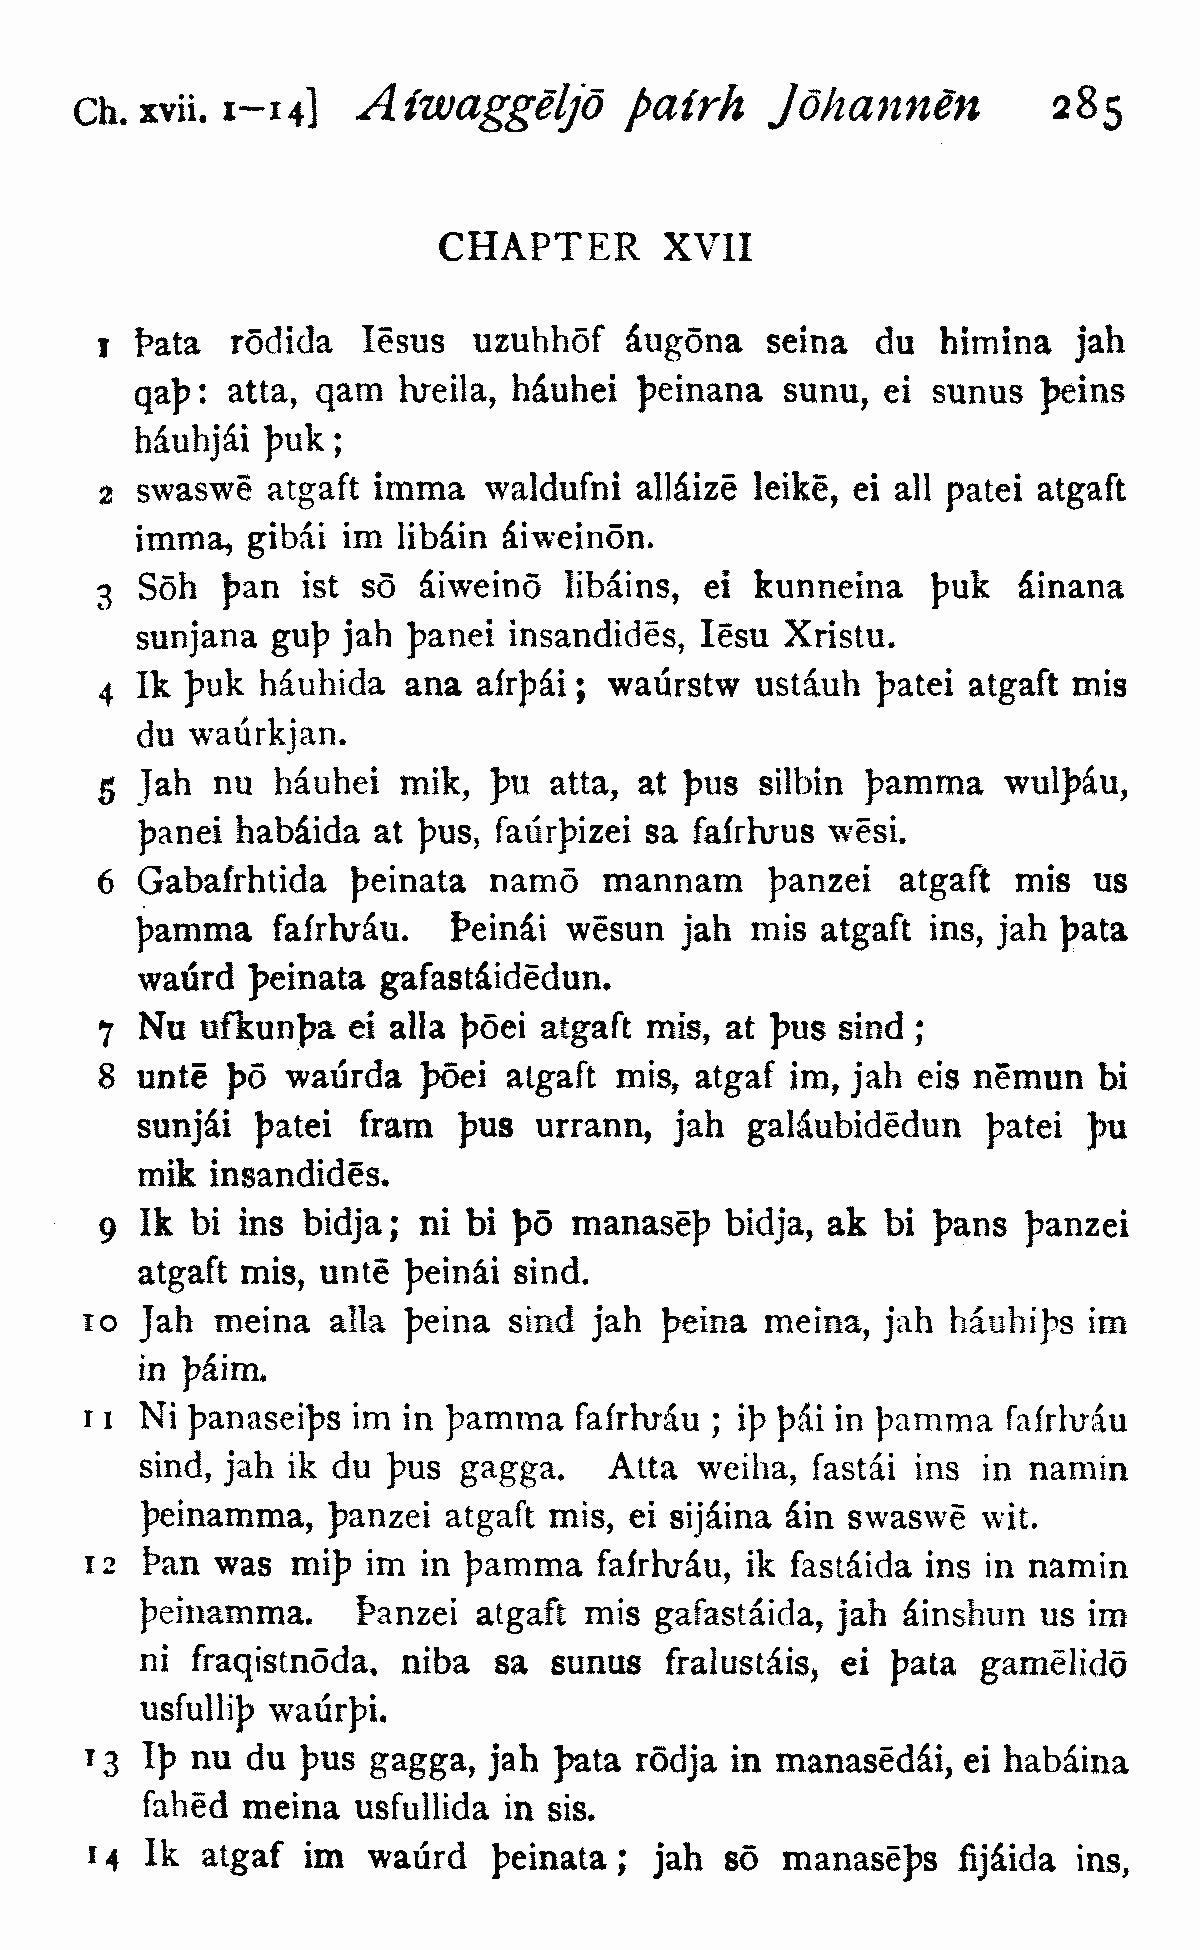 Ch. xvii. 1—14] Aíwaggēljō þaírh Jōhannēn 285
CHAPTER XVII
1 Þata rōdida Iēsus uzuhhōf áugōna seina du himina jah
qaþ: atta, qam ƕeila, háuhei þeinana sunu, ei sunus þeins
háuhjái þuk;
2 swaswē atgaft imma waldufni alláizē leikē, ei all patei atgaft
imma, gibái im libáin áiweinōn.
3 Sōh þan ist sō áiweinō libáins, ei kunneina þuk áinana
sunjana guþ jah þanei insandidēs, Iēsu Xristu.
4 Ik þuk háuhida ana aírþái; waúrstw ustáuh þatei atgaft mis
du waúrkjan.
5 Jah nu háuhei mik, þu atta, at þus silbin þamma wulþáu,
þanei habáida at þus, faúrþizei sa faírƕus wēsi.
6 Gabaírhtida þeinata namō mannam þanzei atgaft mis us
þamma faírƕáu. Þeinái wēsun jah mis atgaft ins, jah þata
waúrd þeinata gafastáidēdun.
7 Nu ufkunþa ei alla þōei atgaft mis, at þus sind;
8 untē þō waúrda þōei atgaft mis, atgaf im, jah eis nēmun bi
sunjái þatei fram þus urrann, jah galáubidēdun þatei þu
mik insandidēs.
9 Ik bi ins bidja; ni bi þō manasēþ bidja, ak bi þans þanzei
atgaft mis, untē þeinái sind.
10 Jah meina alla þeina sind jah þeina meina, jah háuhiþs im
in þáim.
11 Ni þanaseiþs im in þamma faírƕáu; iþ þái in þamma faírƕáu
sind, jah ik du þus gagga. Atta weiha, fastái ins in namin
þeinamma, þanzei atgaft mis, ei sijáina áin swaswē wit.
12 Þan was miþ im in þamma faírƕáu, ik fastáida ins in namin
þeinamma. Þanzei atgaft mis gafastáida, jah áinshun us im
ni fraqistnōda, niba sa sunus fralustáis, ei þata gamēlidō
usfulliþ waúrþi.
13 Iþ nu du þus gagga, jah þata rōdja in manasēdái, ei habáina
fahēd meina usfullida in sis.
14 Ik atgaf im waúrd þeinata; jah sō manasēþs fijáida ins,